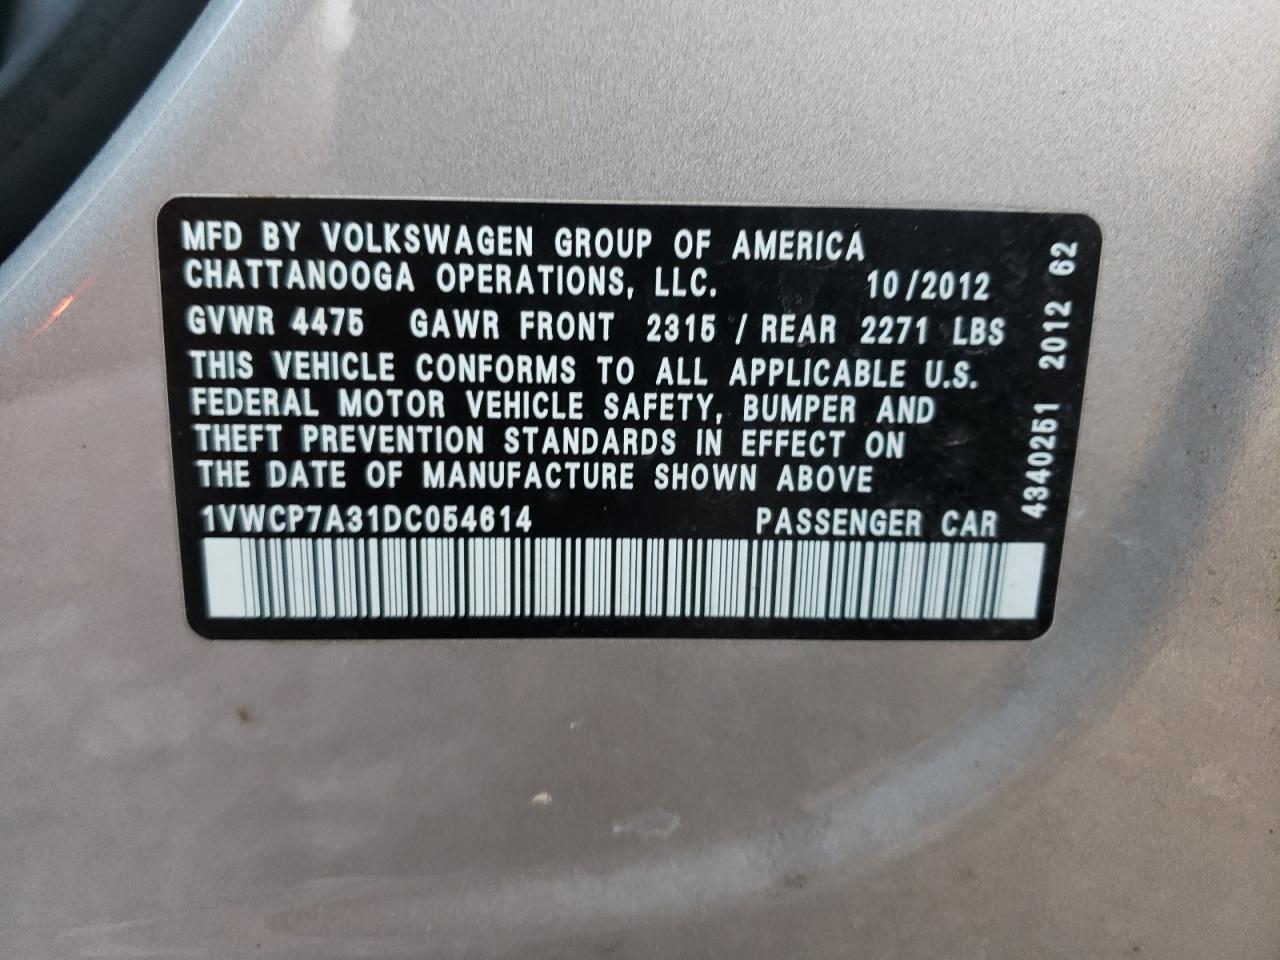 MFD BY VOLKSWAGEN GROUP OF AMERICA
CHATTANOOGA OPERATIONS, LLC. 10/2012
GVWR 4475 GAWR FRONT 2315 / REAR 2271 LBS
THIS VEHICLE CONFORMS TO ALL APPLICABLE U.S.
FEDERAL MOTOR VEHICLE SAFETY, BUMPER AND
THEFT PREVENTION STANDARDS IN EFFECT ON
THE DATE OF MANUFACTURE SHOWN ABOVE
1VWCP7A31DC054614 PASSENGER CAR
4340251 2012 62